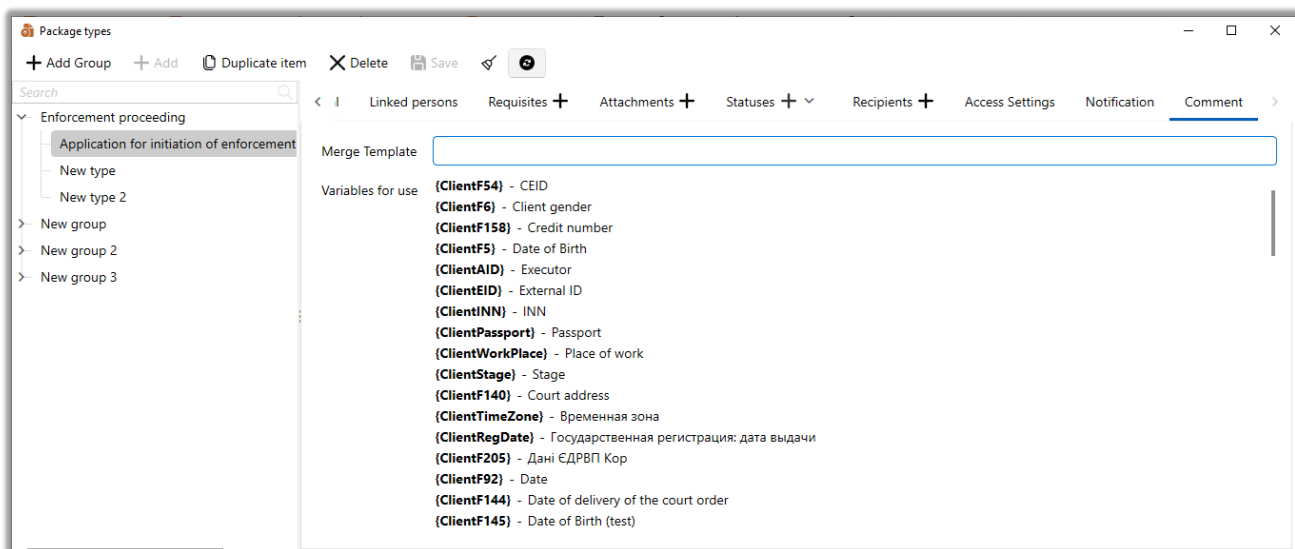 Package types
Add Group Add Duplicate item Delete Save
Search
Linked persons Requisites Attachments Statuses Recipients Access Settings Notification Comment
Enforcement proceeding
Application for initiation of enforcement
New type
New type 2
New group
New group 2
New group 3
Merge Template
Variables for use
{ClientF54} - CEID
{ClientF6} - Client gender
{ClientF158} - Credit number
{ClientF5} - Date of Birth
{ClientAID} - Executor
{ClientEID} - External ID
{ClientINN} - INN
{ClientPassport} - Passport
{ClientWorkPlace} - Place of work
{ClientStage} - Stage
{ClientF140} - Court address
{ClientTimeZone} - Временная зона
{ClientRegDate} - Государственная регистрация: дата выдачи
{ClientF205} - Дані ЄДРВП Кор
{ClientF92} - Date
{ClientF144} - Date of delivery of the court order
{ClientF145} - Date of Birth (test)